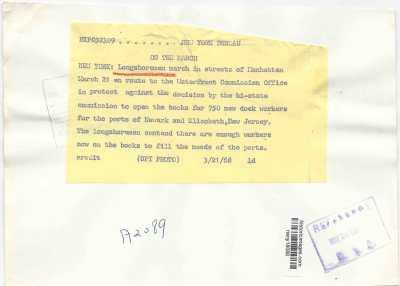 NEW YORK BUREAU
ON THE MARCH
NEW YORK: Longshoremen march in streets of Manhattan
March 21 en route to the Waterfront Commission Office
in protest against the decision by the bi-state
commission to open the books for 750 new dock workers
for the ports of Newark and Elizabeth,New Jersey.
The longshoremen contend there are enough workers
now on the books to fill the needs of the ports.
credit (UPI PHOTO) 3/21/68 ld
A2089